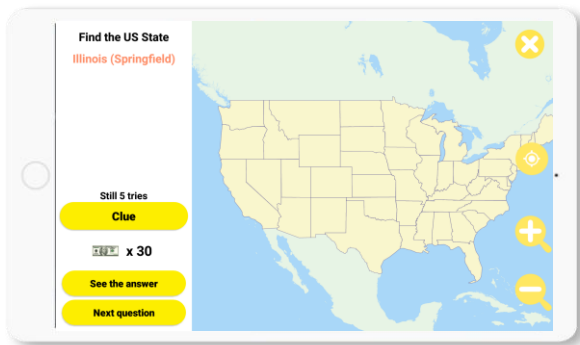 Find the US State
Illinois (Springfield)
Still 5 tries
Clue
x 30
See the answer
Next question